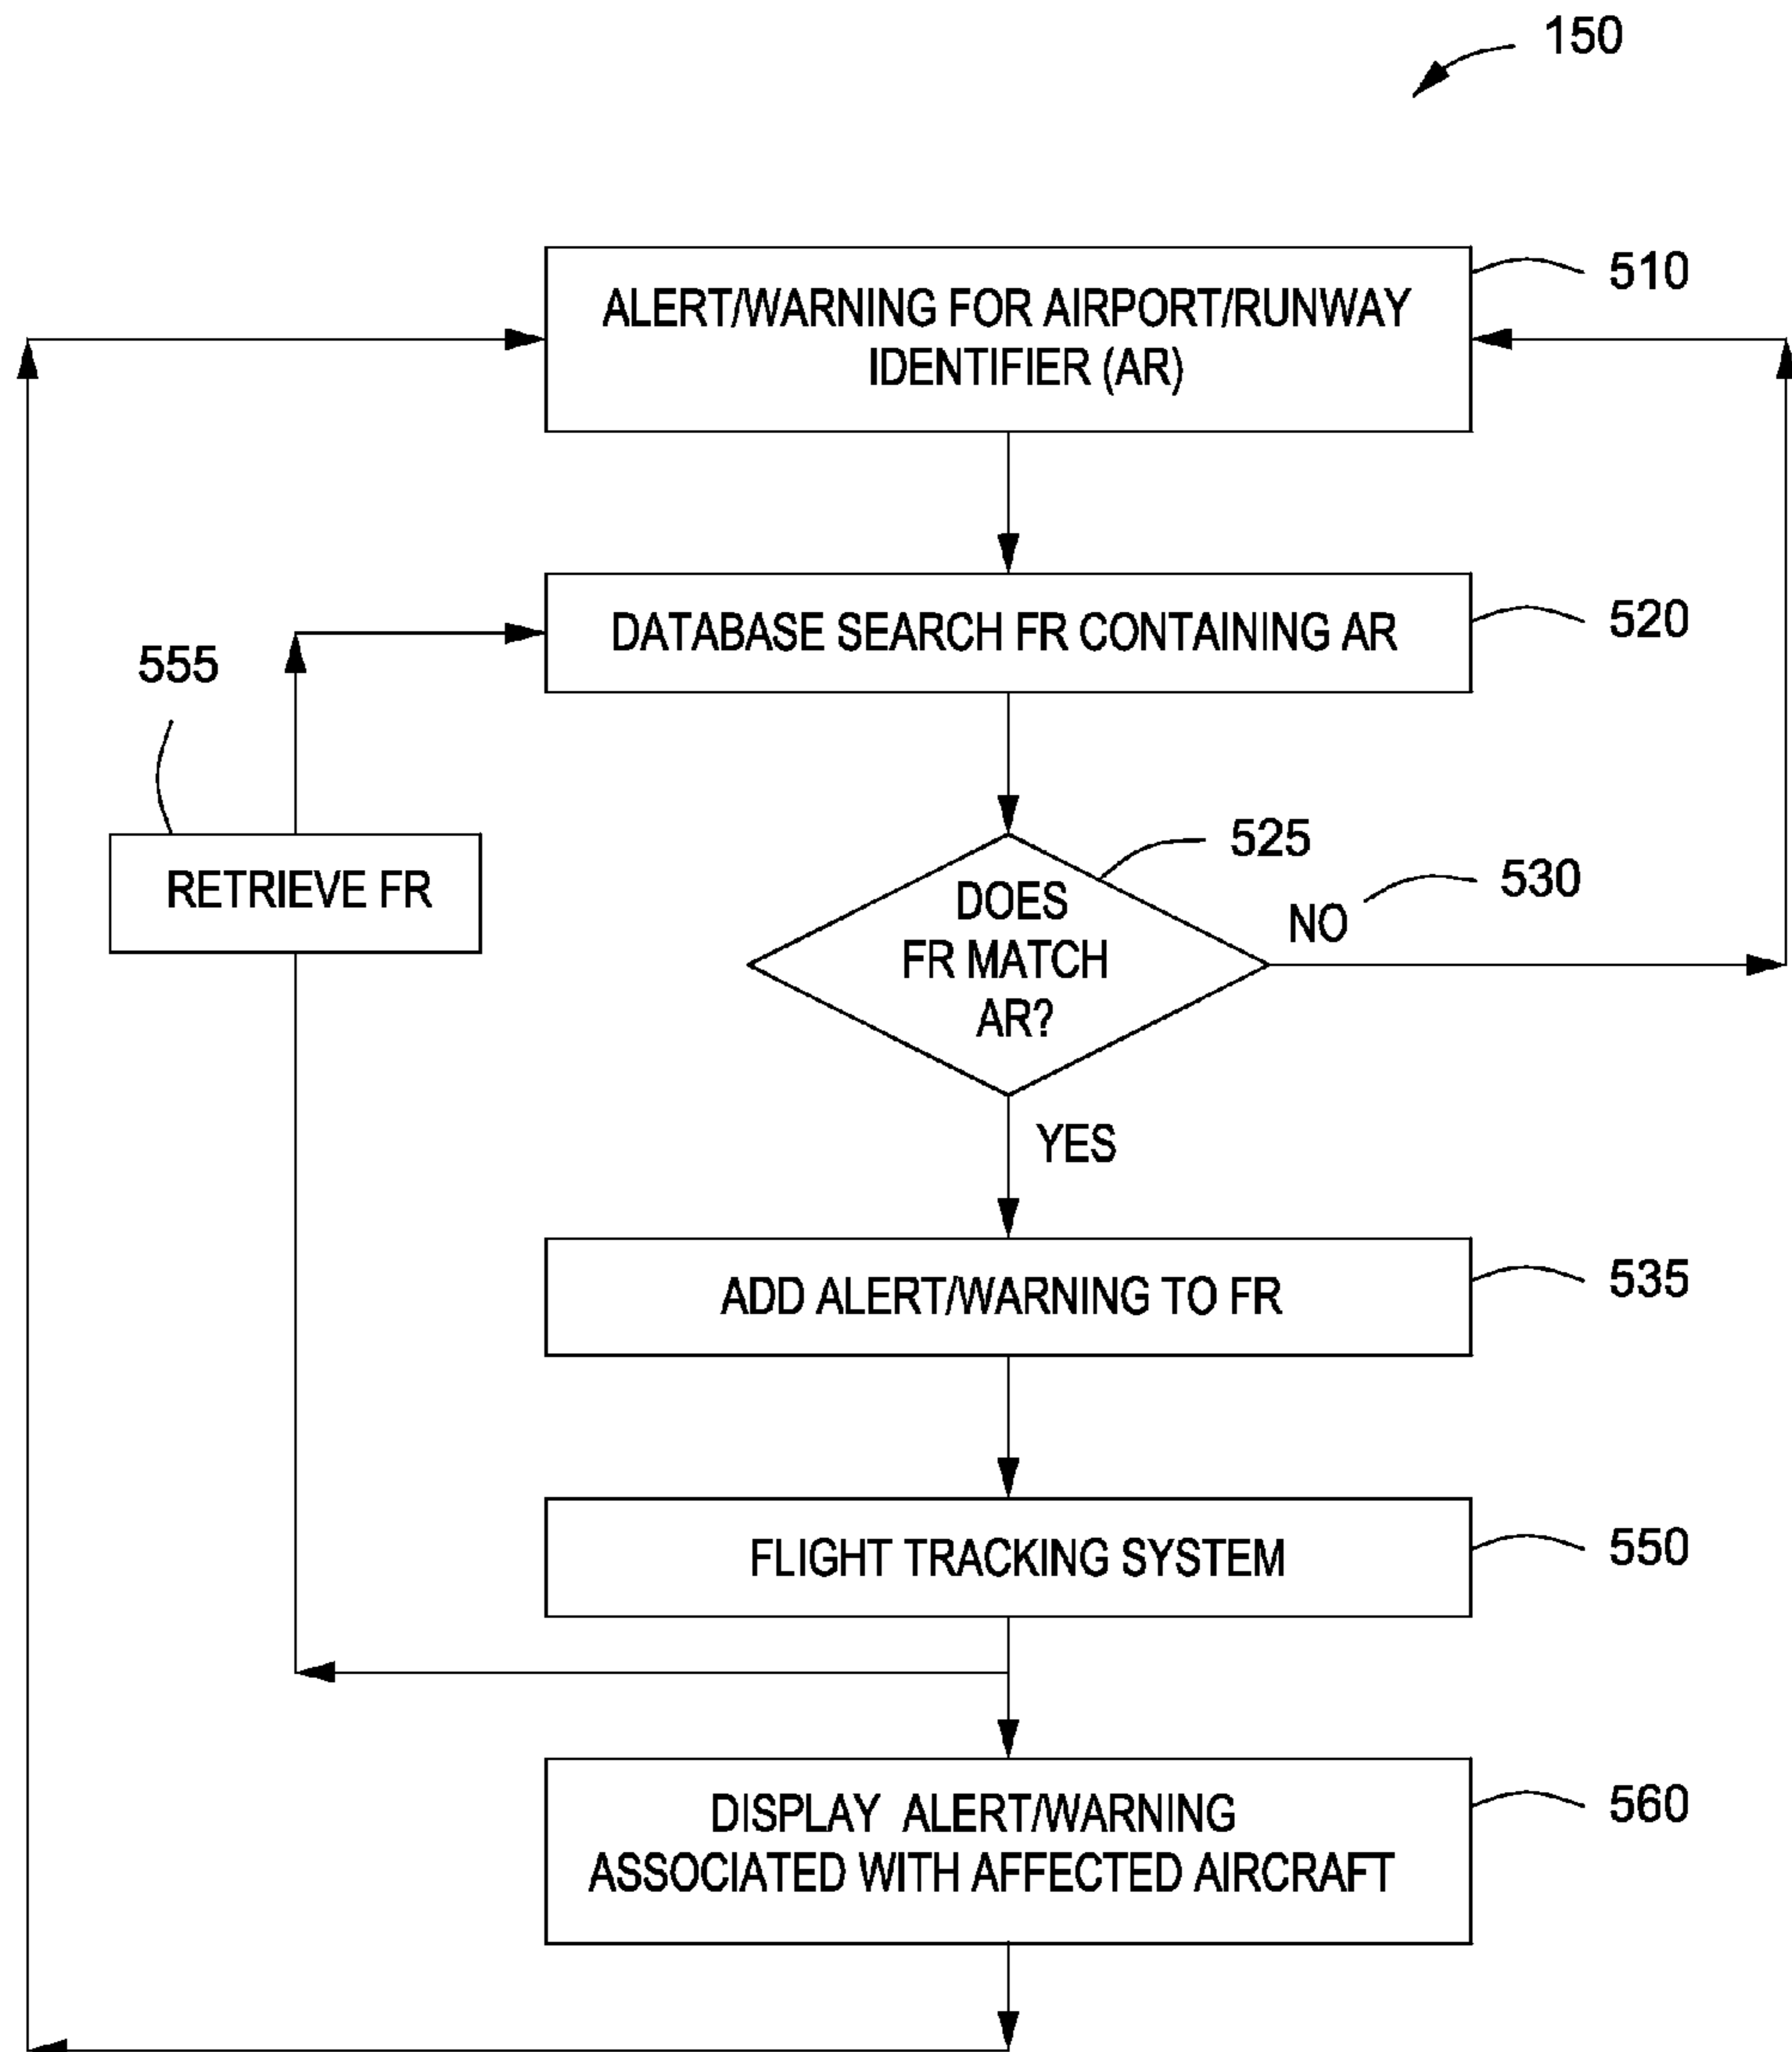 150
ALERT/WARNING FOR AIRPORT/RUNWAY
IDENTIFIER (AR)
510
DATABASE SEARCH FR CONTAINING AR
520
555
RETRIEVE FR
525
DOES
FR MATCH
AR?
530
NO
YES
ADD ALERT/WARNING TO FR
535
FLIGHT TRACKING SYSTEM
550
DISPLAY ALERT/WARNING
ASSOCIATED WITH AFFECTED AIRCRAFT
560